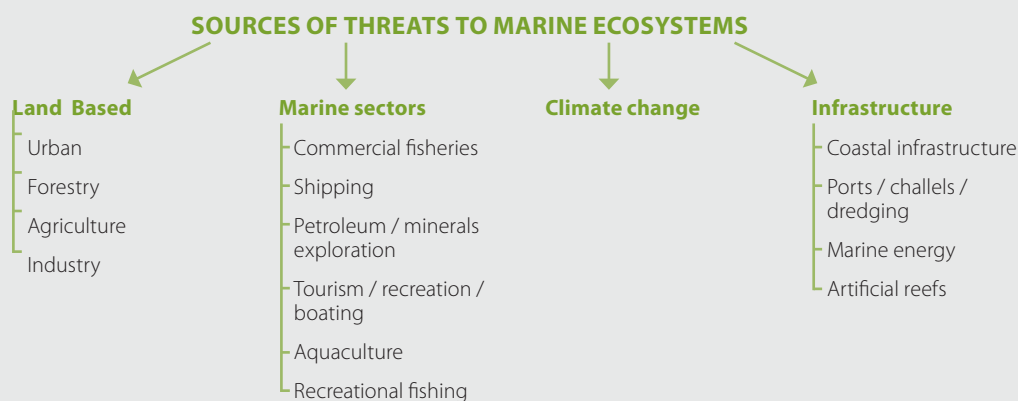 SOURCES OF THREATS TO MARINE ECOSYSTEMS
Land Based
Urban
Forestry
Agriculture
Industry
Marine sectors
Commercial fisheries
Shipping
Petroleum / minerals
exploration
Tourism / recreation /
boating
Aquaculture
Recreational fishing
Climate change
Infrastructure
Coastal infrastructure
Ports / challels /
dredging
Marine energy
Artificial reefs